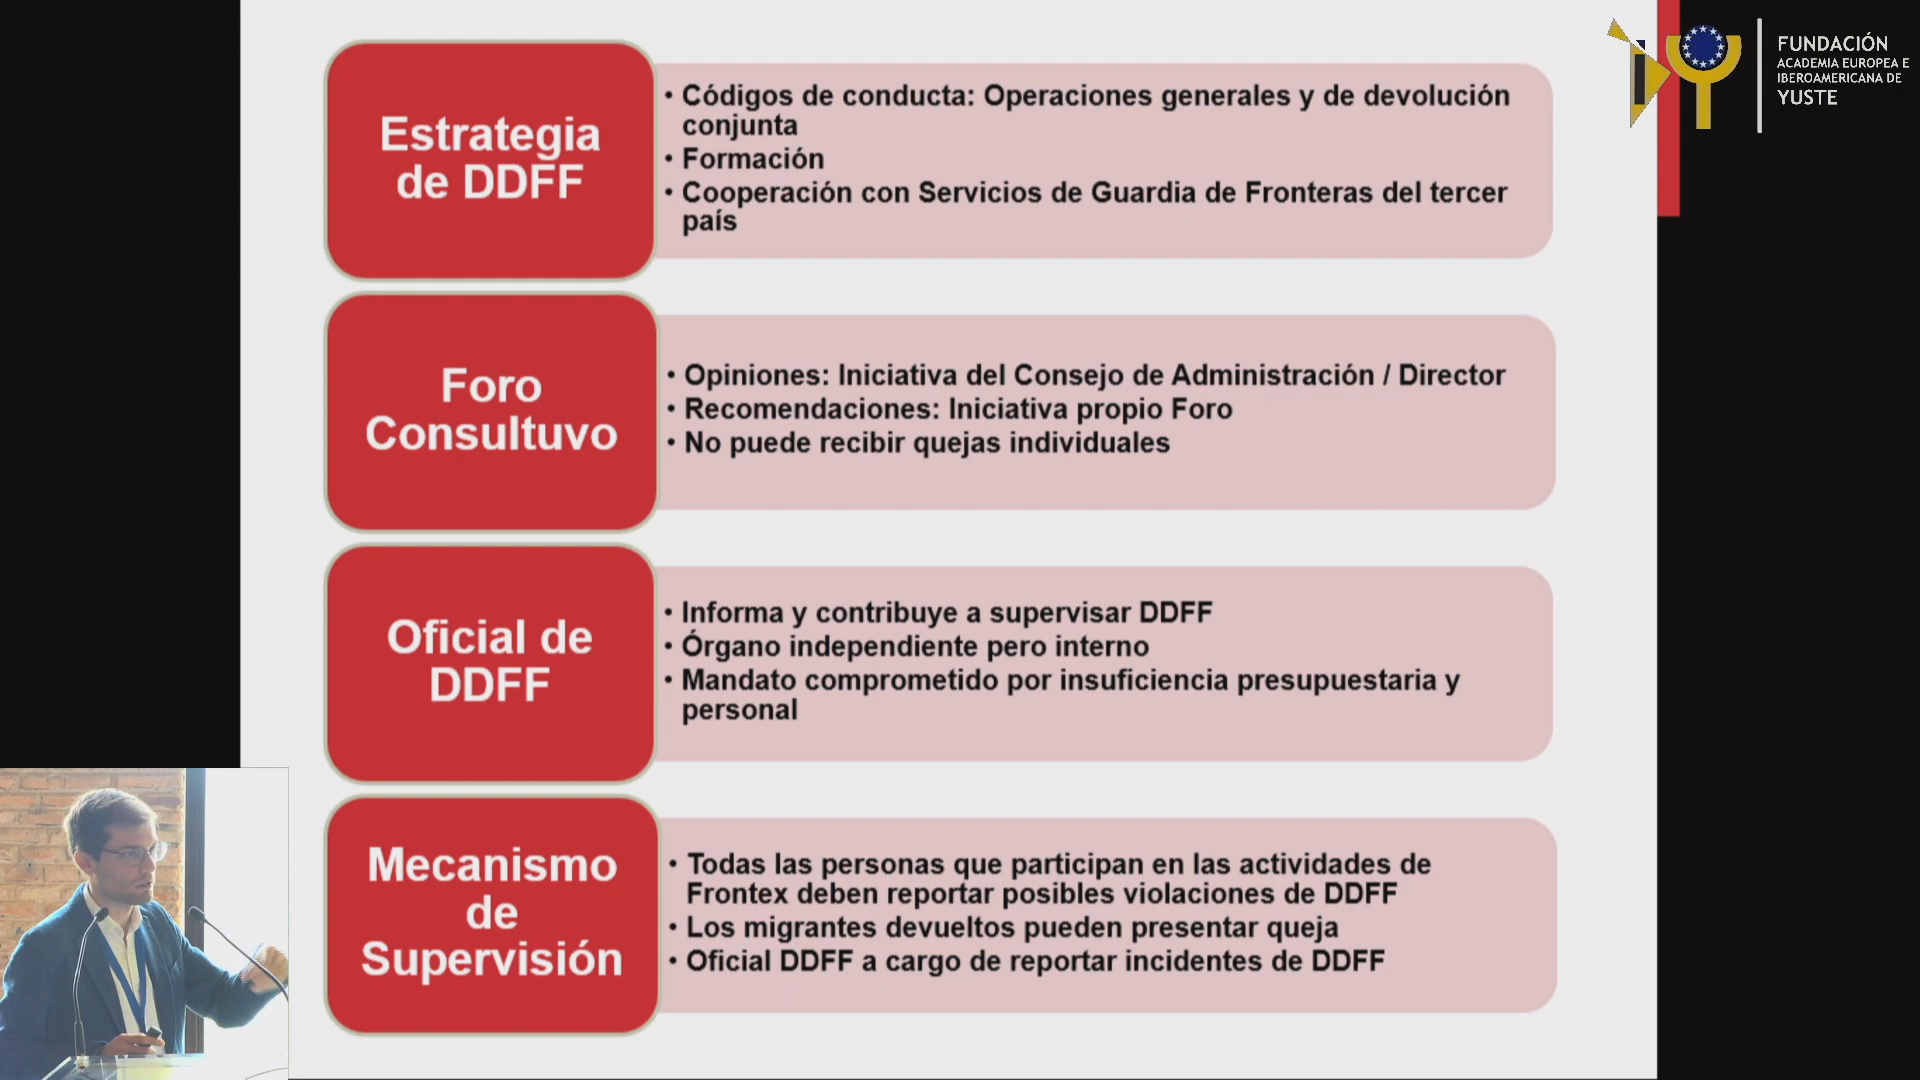 Estrategia
de DDFF
• Códigos de conducta: Operaciones generales y de devolución
conjunta
• Formación
• Cooperación con Servicios de Guardia de Fronteras del tercer
país
Foro
Consultuvo
• Opiniones: Iniciativa del Consejo de Administración / Director
• Recomendaciones: Iniciativa propio Foro
• No puede recibir quejas individuales
Oficial de
DDFF
• Informa y contribuye a supervisar DDFF
• Órgano independiente pero interno
• Mandato comprometido por insuficiencia presupuestaria y
personal
Mecanismo
de
Supervisión
• Todas las personas que participan en las actividades de
Frontex deben reportar posibles violaciones de DDFF
• Los migrantes devueltos pueden presentar queja
• Oficial DDFF a cargo de reportar incidentes de DDFF
FUNDACIÓN
ACADEMIA EUROPEA E
IBEROAMERICANA DE
YUSTE